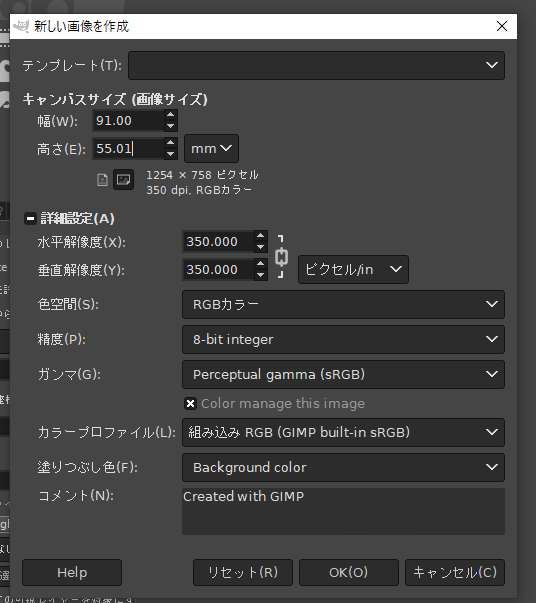 新しい画像を作成
テンプレート(T):
キャンバスサイズ (画像サイズ)
幅(W): 91.00
高さ(E): 55.01 mm
1254 × 758 ピクセル
350 dpi, RGBカラー
詳細設定(A)
水平解像度(X): 350.000
垂直解像度(Y): 350.000 ピクセル/in
色空間(S): RGBカラー
精度(P): 8-bit integer
ガンマ(G): Perceptual gamma (sRGB)
Color manage this image
カラープロファイル(L): 組み込み RGB (GIMP built-in sRGB)
塗りつぶし色(F): Background color
コメント(N): Created with GIMP
Help リセット(R) OK(O) キャンセル(C)